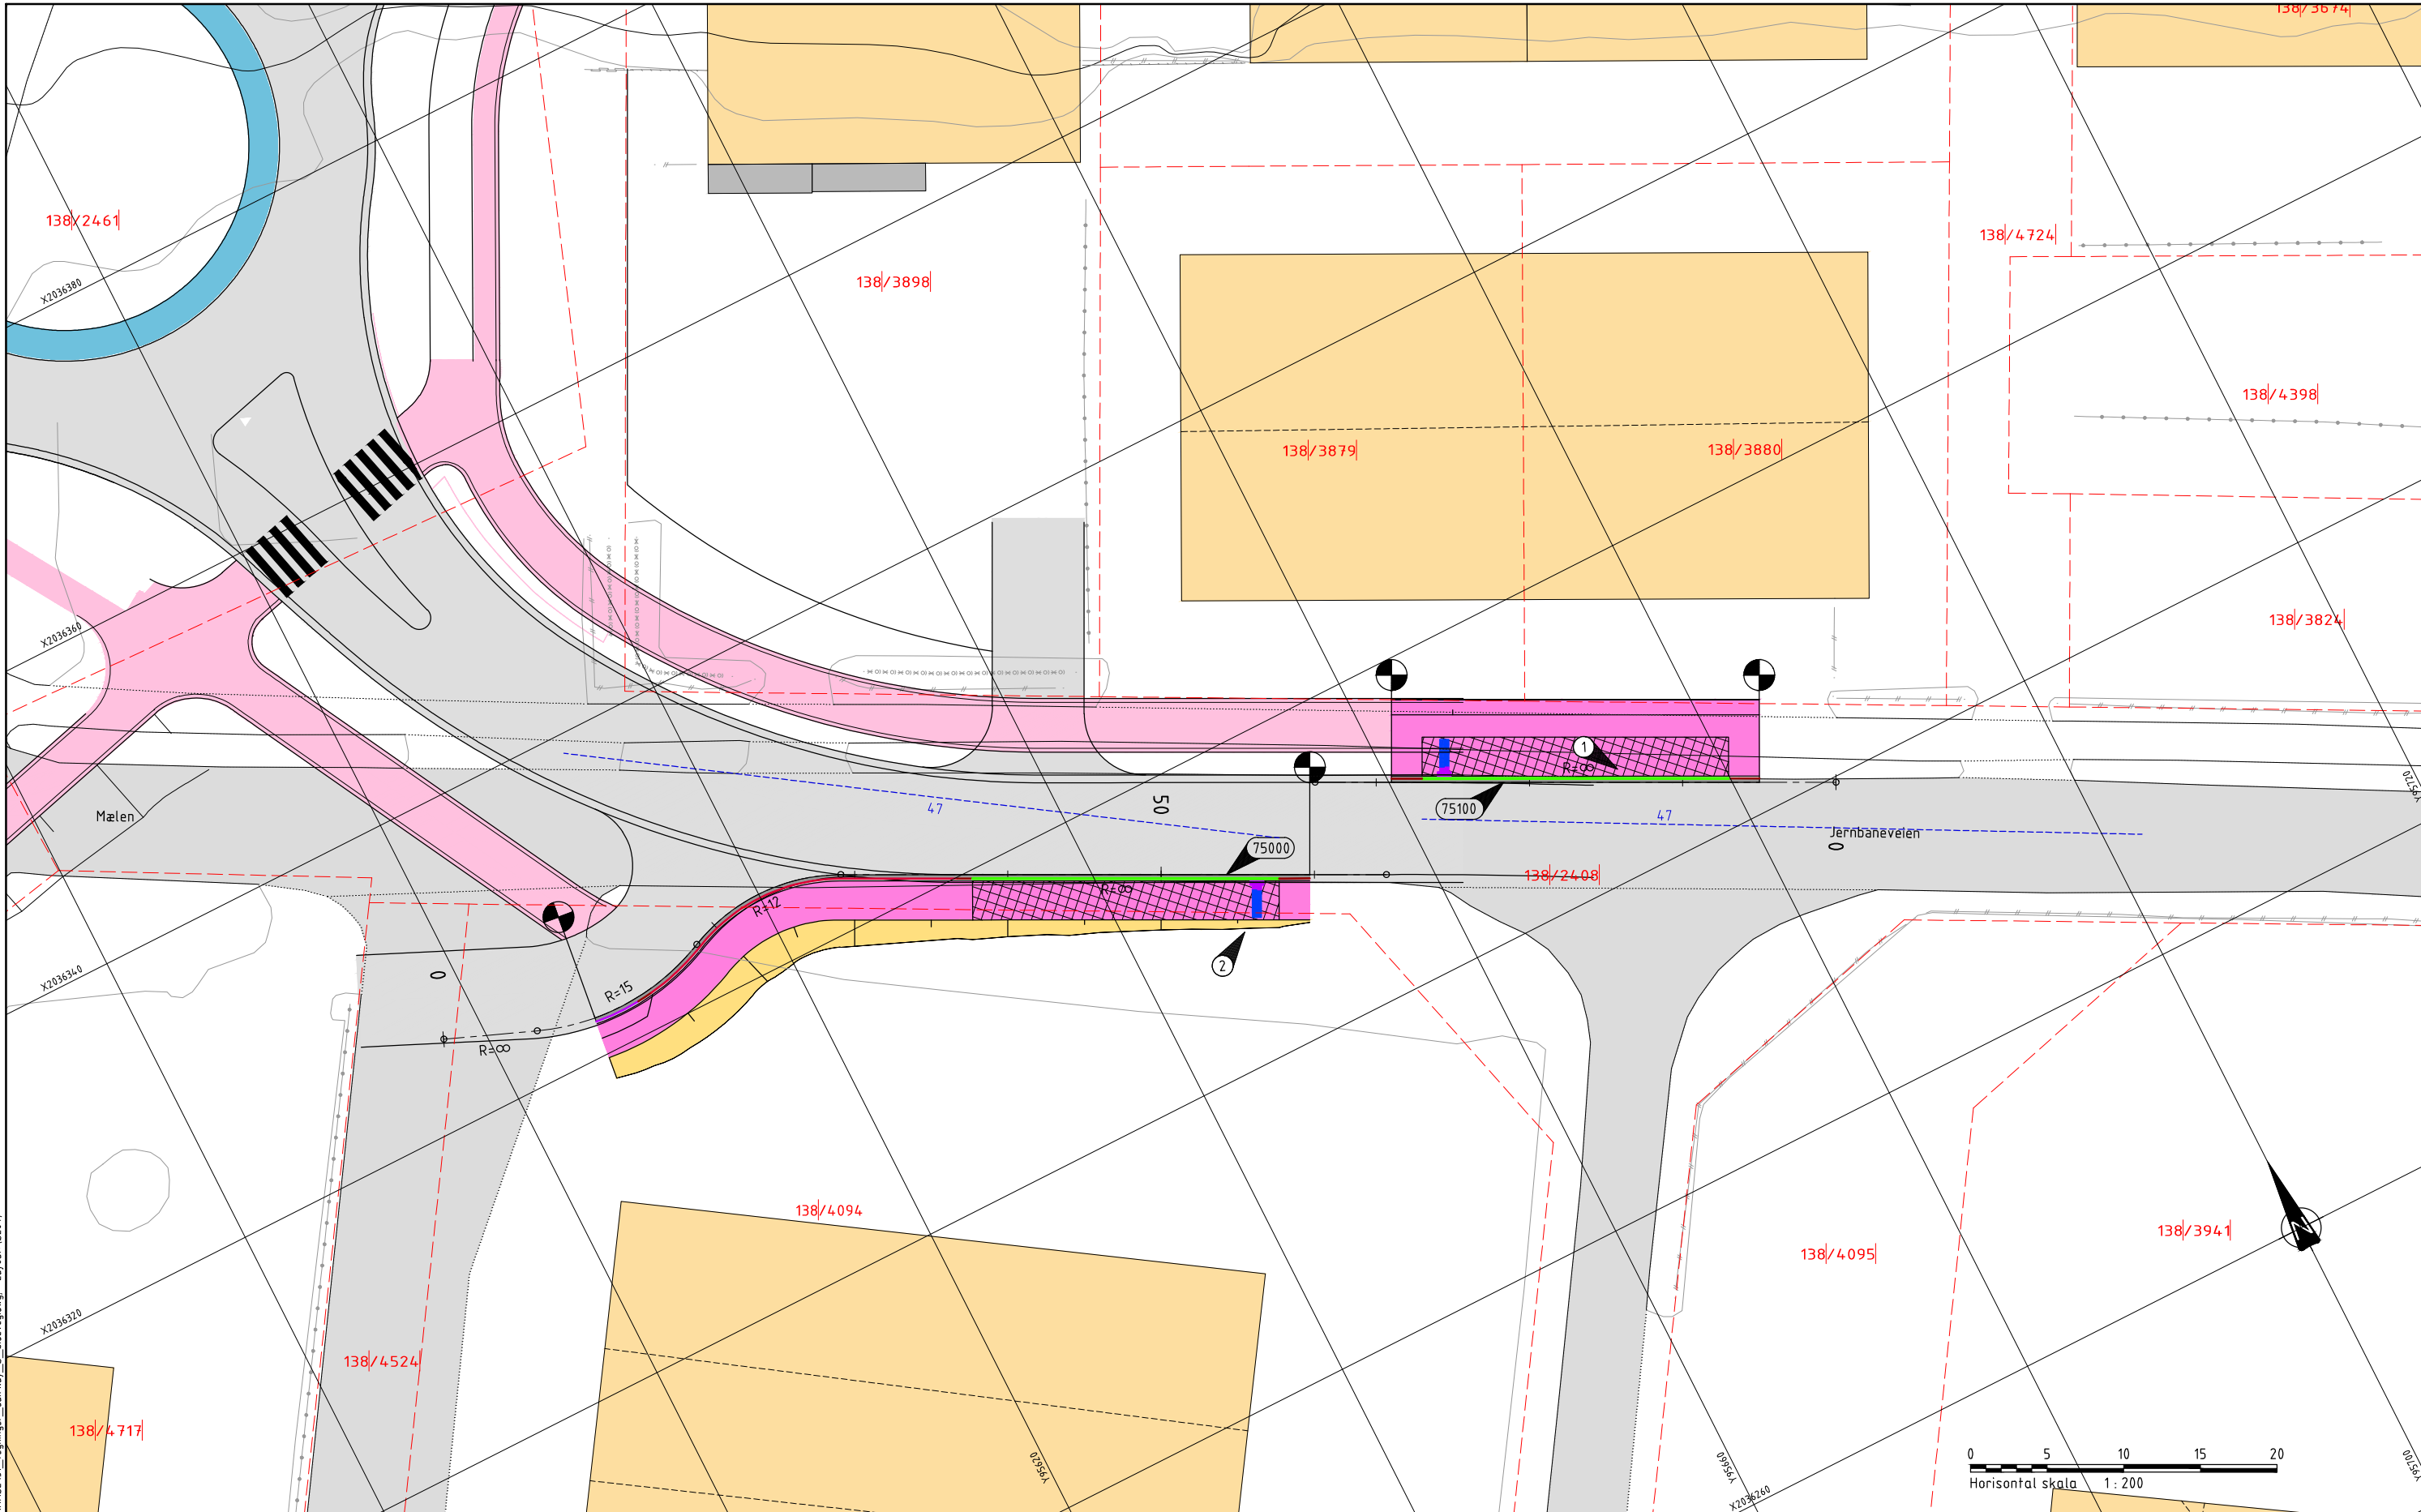 138/3674
138/2461
138/4724
X2036380
138/3898
138/4398
138/3879
138/3880
138/3824
X2036360
1
R=∞
Y95720
50
75100
47
47
Mælen
Jernbaneveien
0
75000
138/2408
R=∞
R=12
2
0
R=15
X2036340
R=∞
138/4094
N
138/3941
138/4095
X2036320
138/4524
138/4717
0 5 10 15 20
Horisontal skala 1:200
Y95620
Y95660
Y95700
X2036260